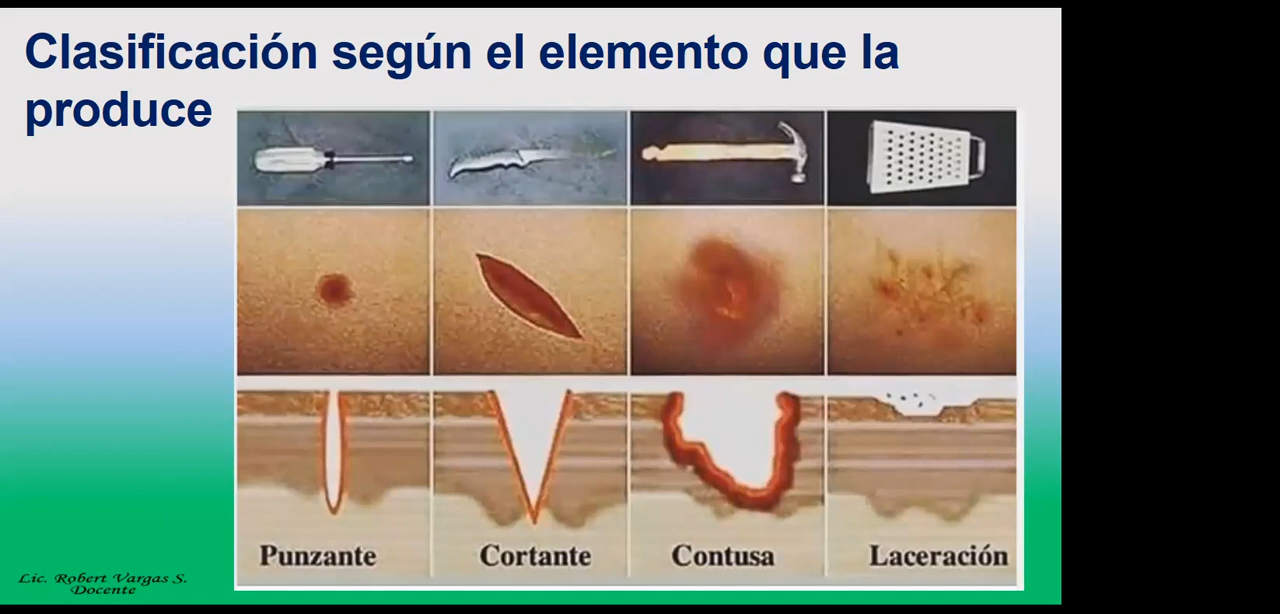 Clasificación según el elemento que la
produce
Punzante
Cortante
Contusa
Laceración
Lic. Robert Vargas S.
Docente